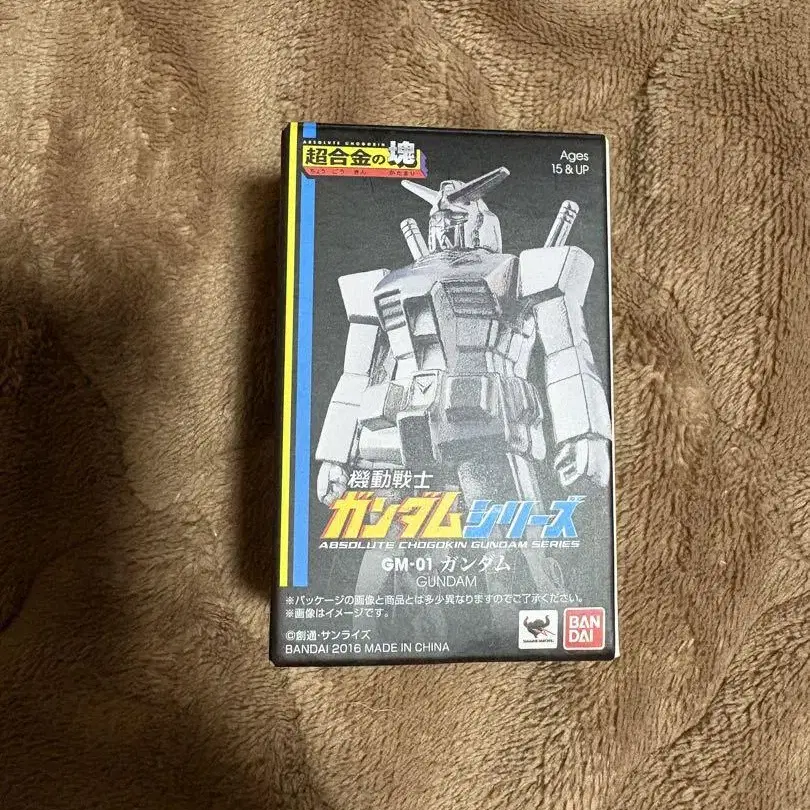 ABSOLUTE CHOGOKIN
超合金の塊
ちょう ごう きん かたまり
Ages
15 & UP
機動戦士
ガンダムシリーズ
ABSOLUTE CHOGOKIN GUNDAM SERIES
GM-01 ガンダム
GUNDAM
※パッケージの画像と商品とは多少異なりますのでご了承ください。
※画像はイメージです。
©創通・サンライズ
BANDAI 2016 MADE IN CHINA
BAN
DAI